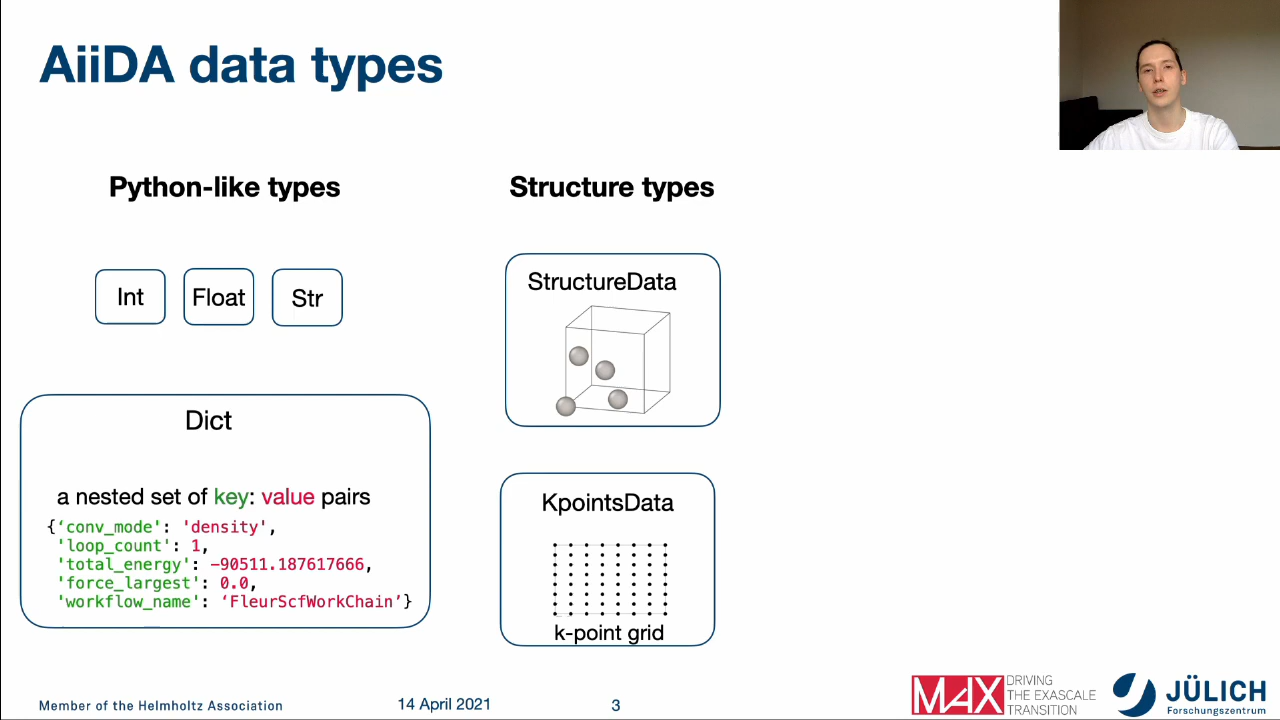 AiiDA data types
Python-like types
Int
Float
Str
Dict
a nested set of key: value pairs
{‘conv_mode': 'density',
'loop_count': 1,
'total_energy': -90511.187617666,
'force_largest': 0.0,
'workflow_name': ‘FleurScfWorkChain’}
Structure types
StructureData
KpointsData
k-point grid
Member of the Helmholtz Association
14 April 2021
3
MAX
DRIVING
THE EXASCALE
TRANSITION
JÜLICH
Forschungszentrum